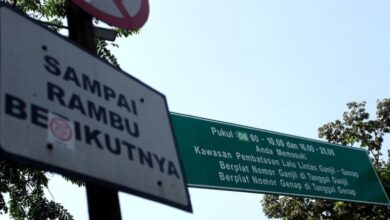 SAMPAI
RAMBU
BERIKUTNYA
Pukul 06.00 - 10.00 dan 16.00 - 21.00
Anda Memasuki
Kawasan Pembatasan Lalu Lintas Ganjil - Genap
Berplat Nomor Ganjil di Tanggal Ganjil
Berplat Nomor Genap di Tanggal Genap